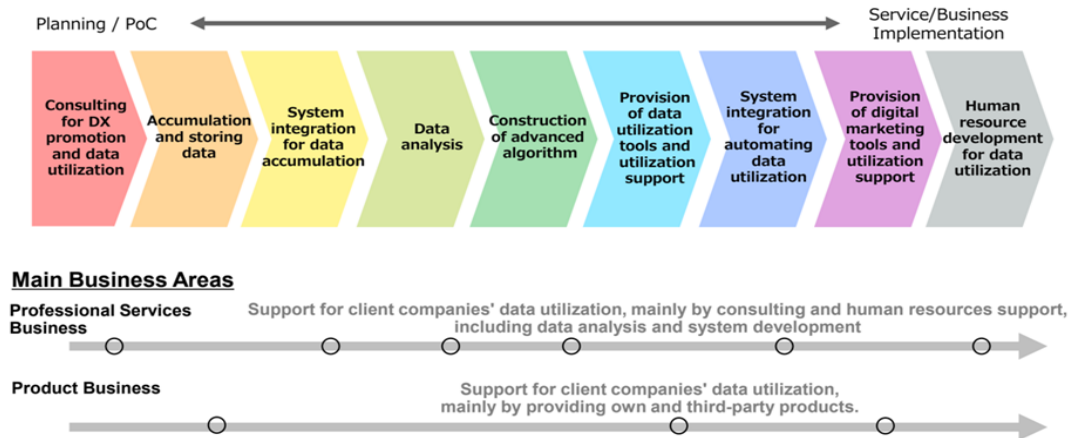 Planning / PoC
Service/Business
Implementation
Consulting
for DX
promotion
and data
utilization
Accumulation
and storing
data
System
integration
for data
accumulation
Data
analysis
Construction
of advanced
algorithm
Provision
of data
utilization
tools and
utilization
support
System
integration
for
automating
data
utilization
Provision
of digital
marketing
tools and
utilization
support
Human
resource
development
for data
utilization
Main Business Areas
Professional Services
Business
Support for client companies' data utilization, mainly by consulting and human resources support,
including data analysis and system development
Product Business
Support for client companies' data utilization,
mainly by providing own and third-party products.